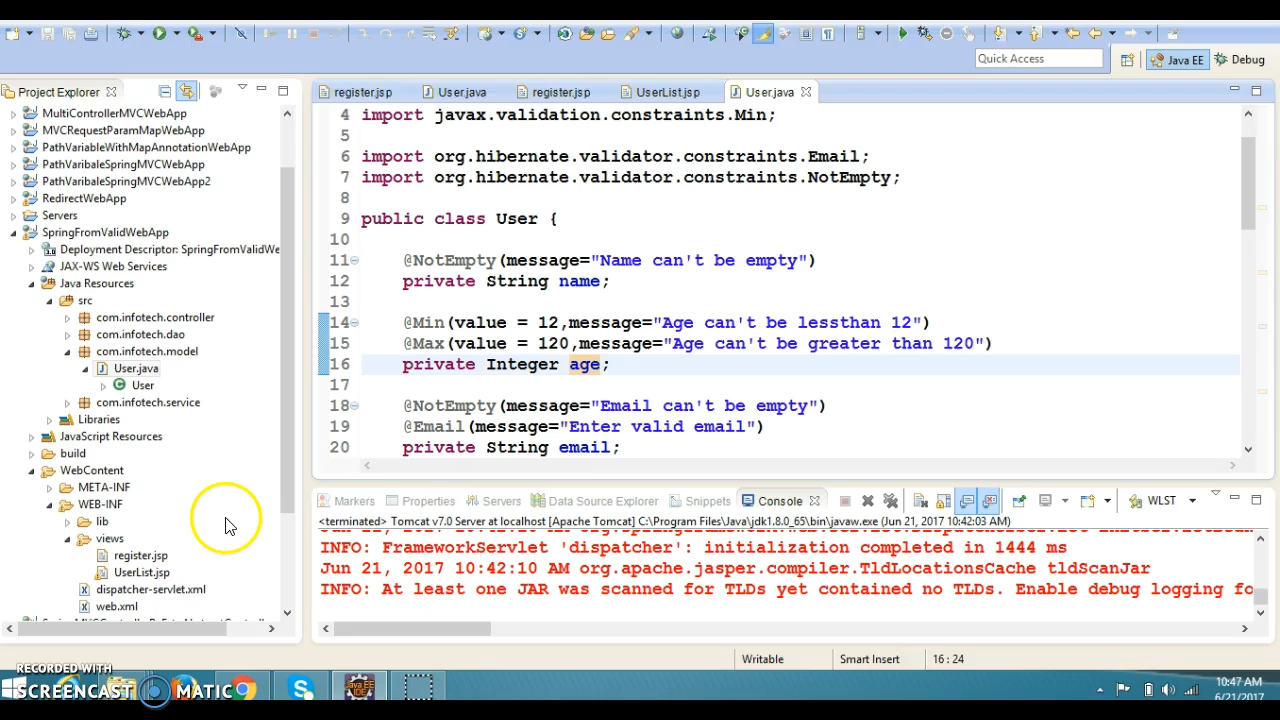 Quick Access
Java EE
Debug
Project Explorer
MultiControllerMVCWebApp
MVCRequestParamMapWebApp
PathVariableWithMapAnnotationWebApp
PathVaribaleSpringMVCWebApp
PathVaribaleSpringMVCWebApp2
RedirectWebApp
Servers
SpringFromValidWebApp
Deployment Descriptor: SpringFromValidWe
JAX-WS Web Services
Java Resources
src
com.infotech.controller
com.infotech.dao
com.infotech.model
User.java
User
com.infotech.service
Libraries
JavaScript Resources
build
WebContent
META-INF
WEB-INF
lib
views
register.jsp
UserList.jsp
dispatcher-servlet.xml
web.xml
register.jsp
User.java
register.jsp
UserList.jsp
User.java
4 import javax.validation.constraints.Min;
5
6 import org.hibernate.validator.constraints.Email;
7 import org.hibernate.validator.constraints.NotEmpty;
8
9 public class User {
10
11 @NotEmpty(message="Name can't be empty")
12 private String name;
13
14 @Min(value = 12,message="Age can't be lessthan 12")
15 @Max(value = 120,message="Age can't be greater than 120")
16 private Integer age;
17
18 @NotEmpty(message="Email can't be empty")
19 @Email(message="Enter valid email")
20 private String email;
Markers
Properties
Servers
Data Source Explorer
Snippets
Console
WLST
<terminated> Tomcat v7.0 Server at localhost [Apache Tomcat] C:\Program Files\Java\jdk1.8.0_65\bin\javaw.exe (Jun 21, 2017 10:42:03 AM)
INFO: FrameworkServlet 'dispatcher': initialization completed in 1444 ms
Jun 21, 2017 10:42:10 AM org.apache.jasper.compiler.TldLocationsCache tldScanJar
INFO: At least one JAR was scanned for TLDs yet contained no TLDs. Enable debug logging fo
Writable
Smart Insert
16 : 24
RECORDED WITH
SCREENCAST MATIC
Java EE
IDE
10:47 AM
6/21/2017